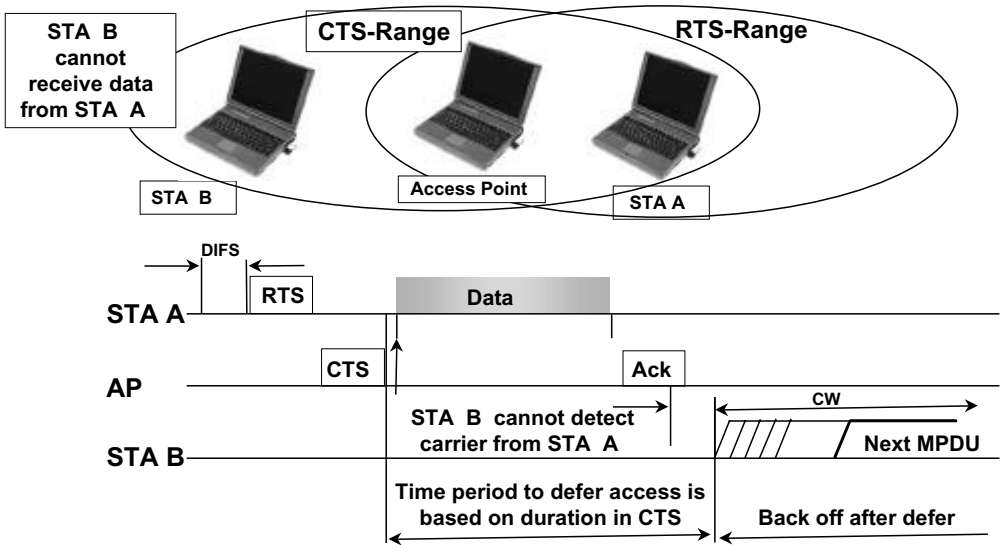 STA B
cannot
receive data
from STA A
CTS-Range
RTS-Range
STA B
Access Point
STA A
DIFS
RTS
Data
STA A
CTS
Ack
AP
STA B cannot detect
carrier from STA A
CW
Next MPDU
STA B
Time period to defer access is
based on duration in CTS
Back off after defer